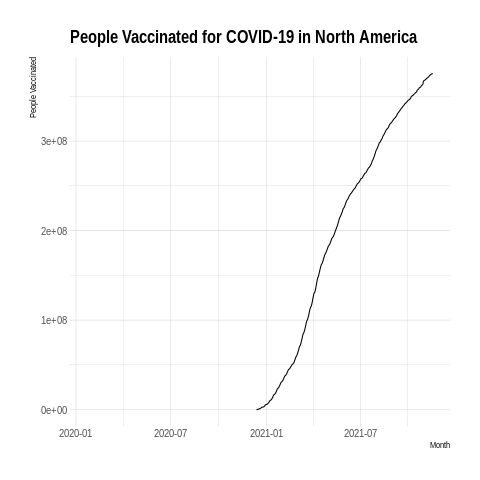 People Vaccinated for COVID-19 in North America
People Vaccinated
3e+08
2e+08
1e+08
0e+00
2020-01 2020-07 2021-01 2021-07
Month